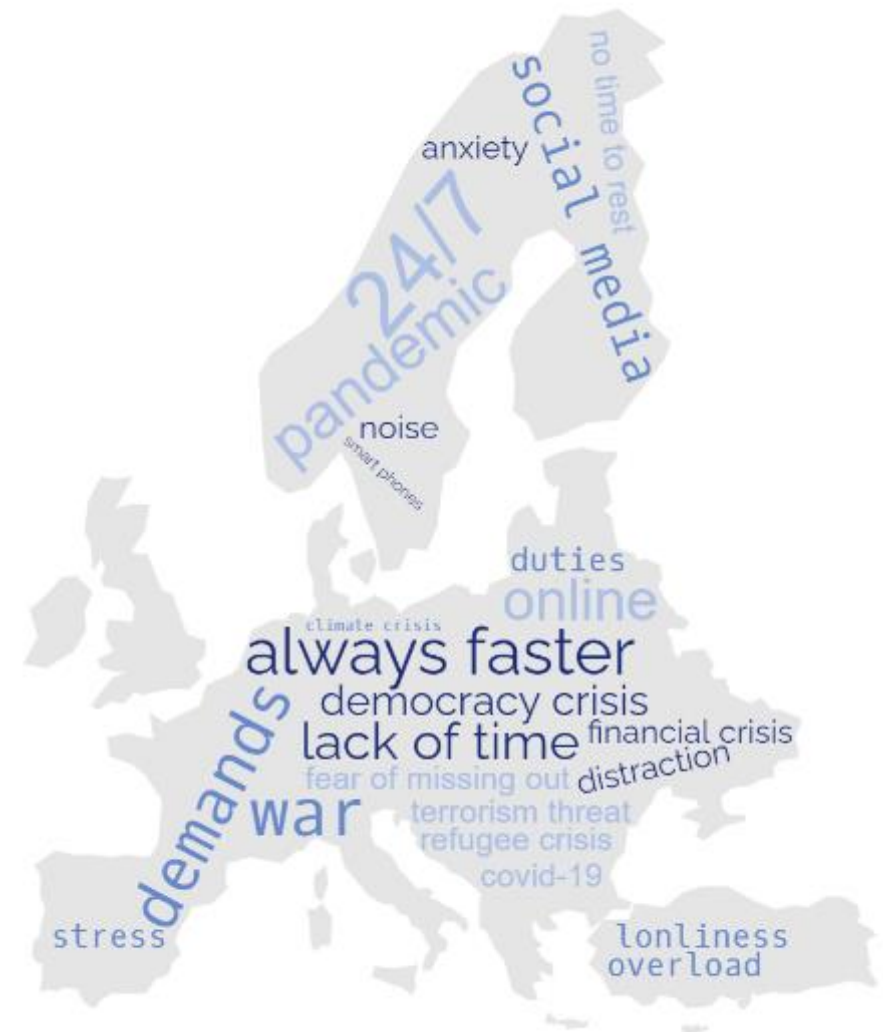 no time to rest
social media
anxiety
24/7
pandemic
noise
smart phones
duties
online
climate crisis
always faster
democracy crisis
lack of time
financial crisis
distraction
fear of missing out
demands
war
terrorism threat
refugee crisis
covid-19
stress
lonliness
overload